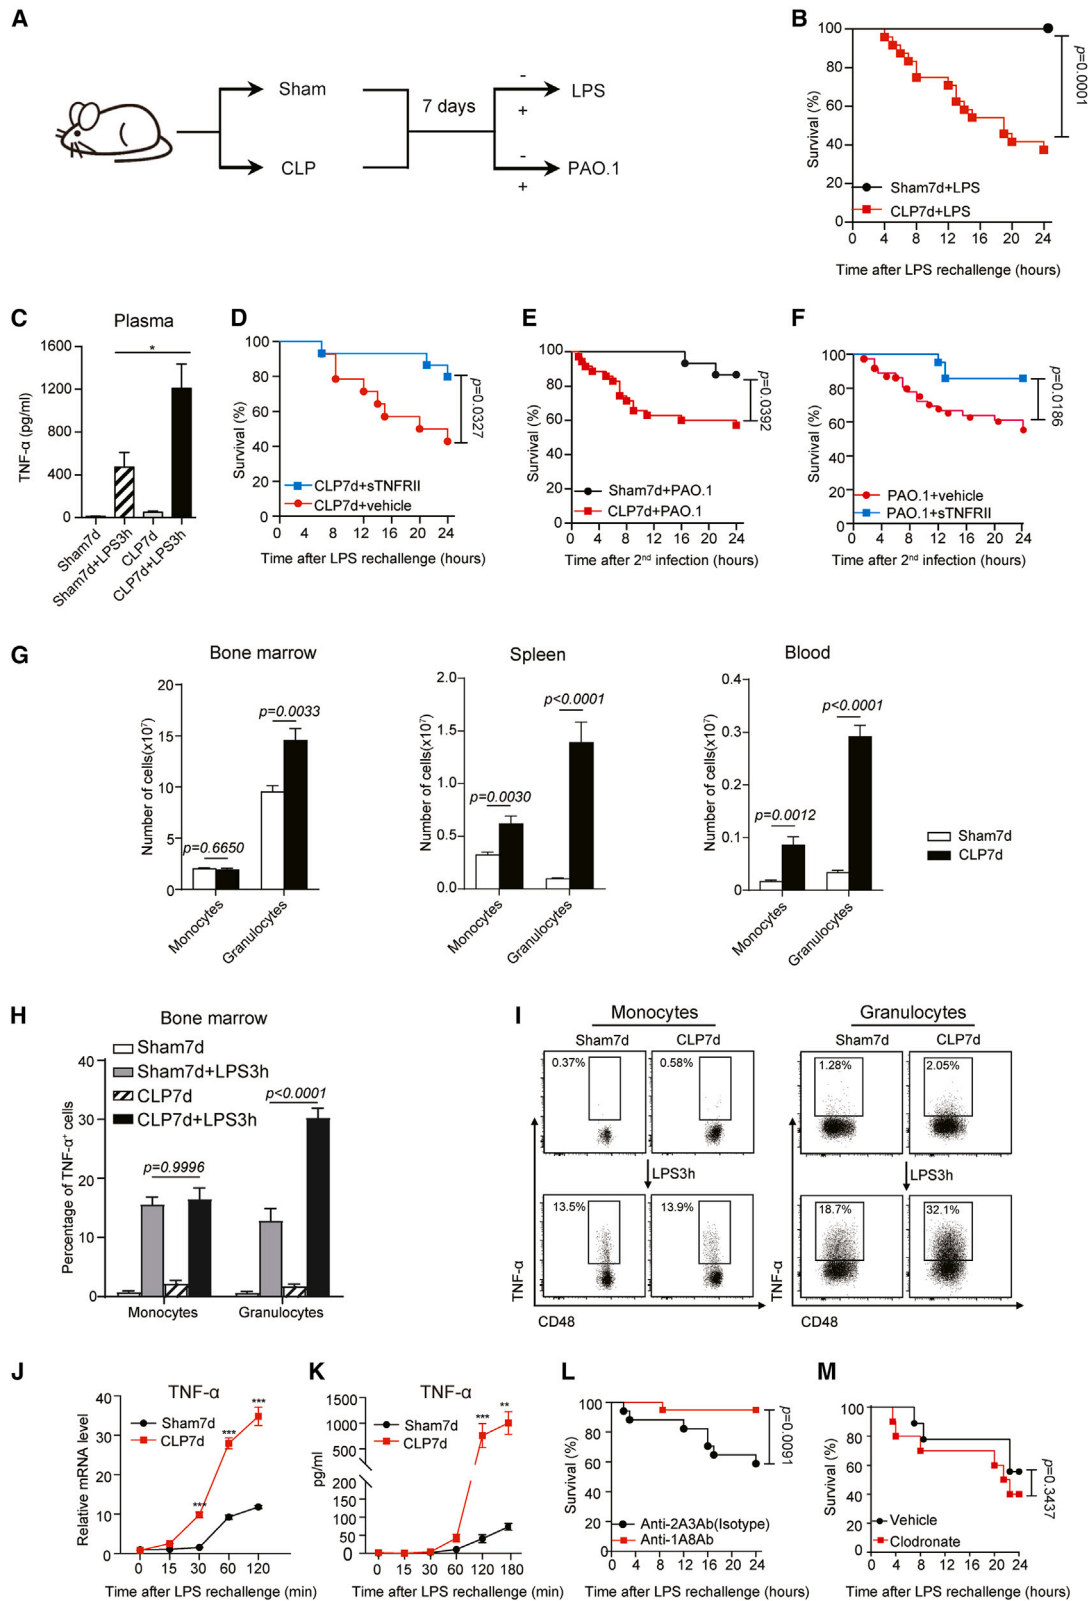 A
Sham
CLP
7 days
-
+
LPS
-
+
PAO.1
B
Survival (%)
100
80
60
40
20
0
p=0.0001
Sham7d+LPS
CLP7d+LPS
0 4 8 12 16 20 24
Time after LPS rechallenge (hours)
C
Plasma
TNF-α (pg/ml)
1600
1200
800
400
0
*
Sham7d
Sham7d+LPS3h
CLP7d
CLP7d+LPS3h
D
Survival (%)
100
80
60
40
20
0
p=0.0327
CLP7d+sTNFRII
CLP7d+vehicle
0 4 8 12 16 20 24
Time after LPS rechallenge (hours)
E
Survival (%)
100
80
60
40
20
0
p=0.0392
Sham7d+PAO.1
CLP7d+PAO.1
0 4 8 12 16 20 24
Time after 2nd infection (hours)
F
Survival (%)
100
80
60
40
20
0
p=0.0186
PAO.1+vehicle
PAO.1+sTNFRII
0 4 8 12 16 20 24
Time after 2nd infection (hours)
G
Bone marrow
Number of cells(x10⁷)
20
15
10
5
0
p=0.6650
p=0.0033
Monocytes
Granulocytes
Spleen
Number of cells(x10⁷)
2.0
1.5
1.0
0.5
0.0
p=0.0030
p<0.0001
Monocytes
Granulocytes
Blood
Number of cells(x10⁷)
0.4
0.3
0.2
0.1
0
p=0.0012
p<0.0001
Monocytes
Granulocytes
Sham7d
CLP7d
H
Bone marrow
Sham7d
Sham7d+LPS3h
CLP7d
CLP7d+LPS3h
Percentage of TNF-α⁺ cells
40
30
20
10
0
p=0.9996
p<0.0001
Monocytes
Granulocytes
I
Monocytes
Sham7d CLP7d
0.37% 0.58%
LPS3h
13.5% 13.9%
TNF-α
CD48
Granulocytes
Sham7d CLP7d
1.28% 2.05%
LPS3h
18.7% 32.1%
TNF-α
CD48
J
TNF-α
Relative mRNA level
40
30
20
10
0
Sham7d
CLP7d
***
***
***
0 15 30 60 120
Time after LPS rechallenge (min)
K
TNF-α
pg/ml
1500
1000
500
200
150
100
50
0
Sham7d
CLP7d
***
**
0 15 30 60 120 180
Time after LPS rechallenge (min)
L
Survival (%)
100
80
60
40
20
0
p=0.0091
Anti-2A3Ab(Isotype)
Anti-1A8Ab
0 4 8 12 16 20 24
Time after LPS rechallenge (hours)
M
Survival (%)
100
80
60
40
20
0
p=0.3437
Vehicle
Clodronate
0 4 8 12 16 20 24
Time after LPS rechallenge (hours)